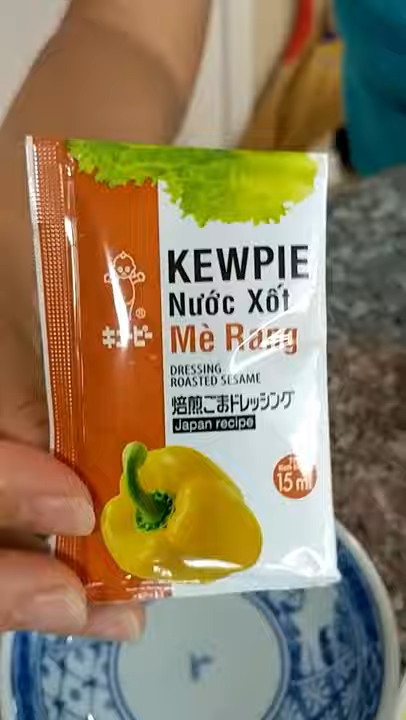 KEWPIE
Nước Xốt
Mè Rang
DRESSING
ROASTED SESAME
焙煎ごまドレッシング
Japan recipe
15 ml
®
キユーピー